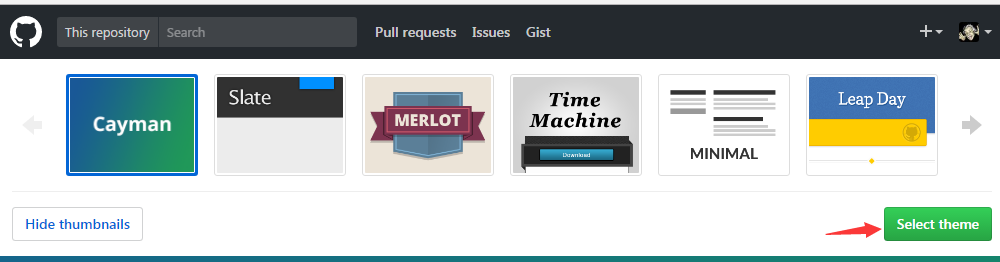 This repository Search Pull requests Issues Gist
Cayman
Slate
MERLOT
Time
Machine
Download
MINIMAL
Leap Day
Hide thumbnails
Select theme